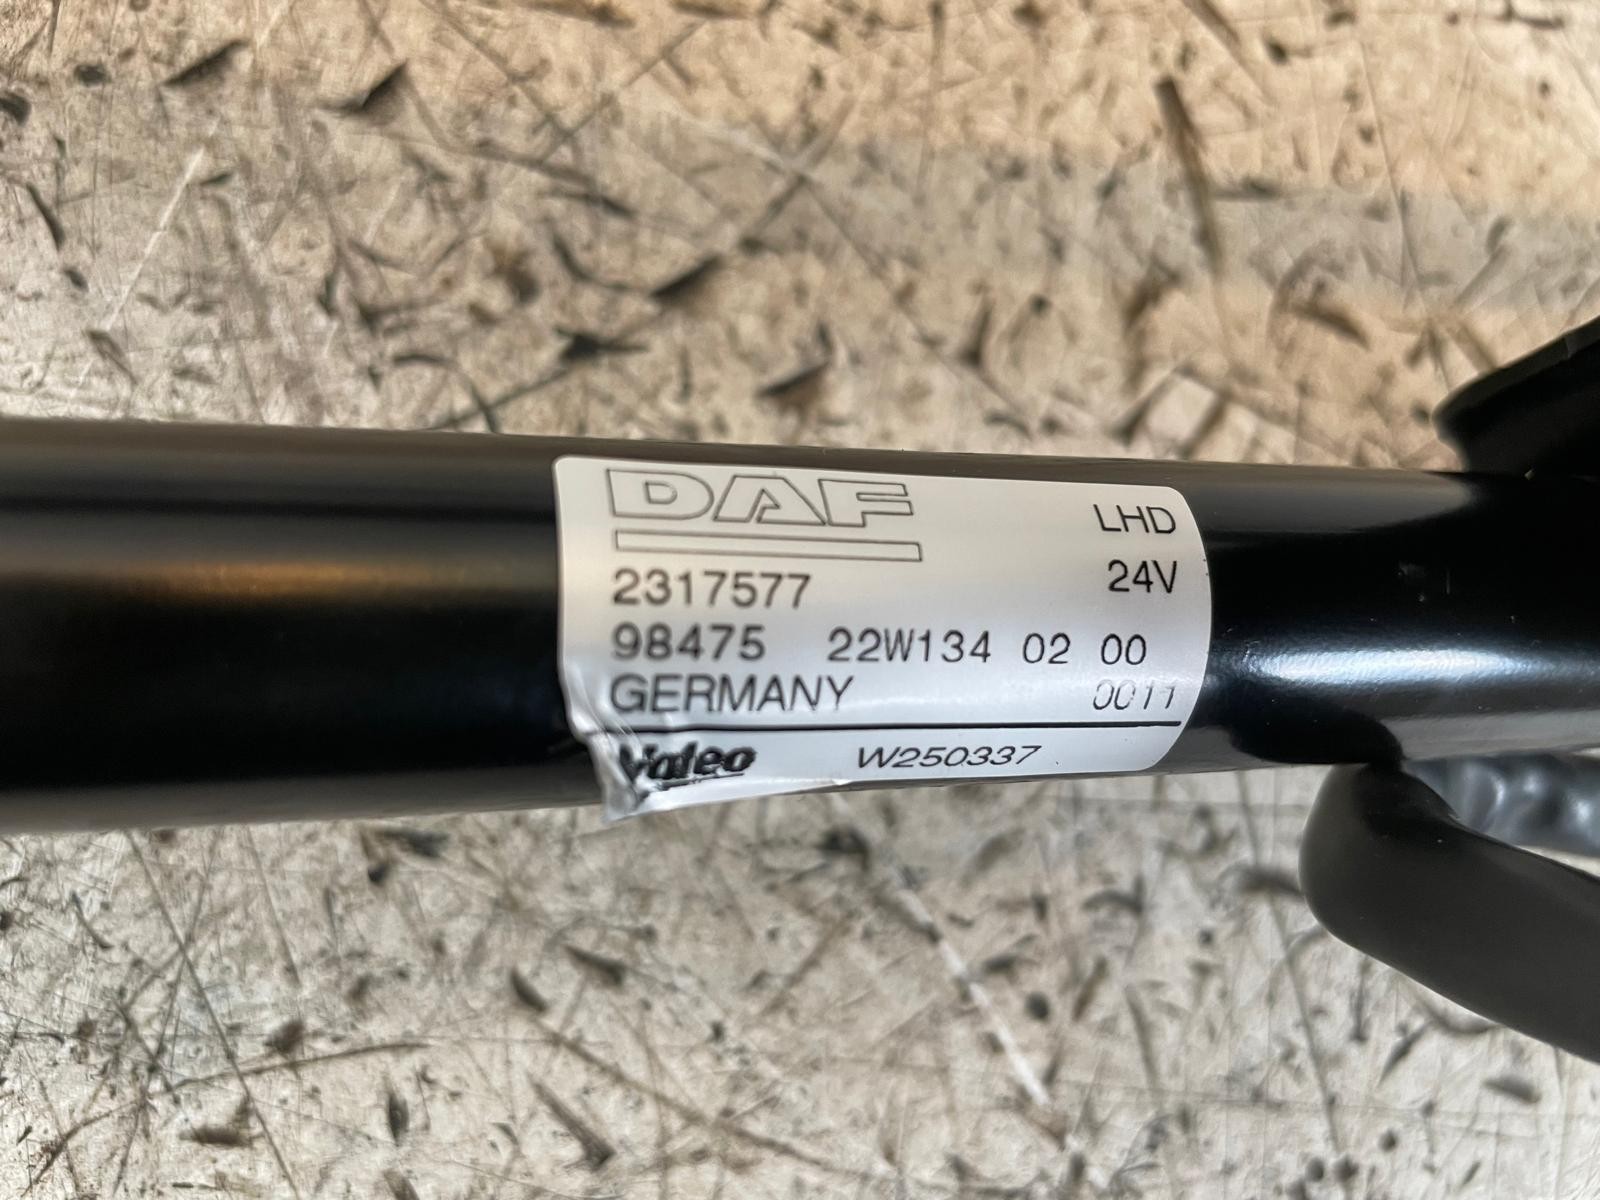 DAF
LHD
2317577 24V
98475 22W134 02 00
GERMANY 0011
Valeo W250337